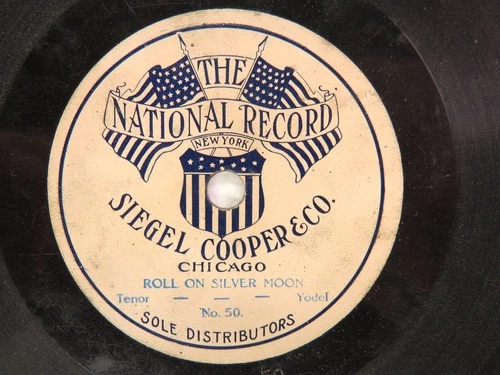 THE
NATIONAL RECORD
NEW YORK
SIEGEL COOPER & CO.
CHICAGO
ROLL ON SILVER MOON
Tenor — — — Yodel
No. 50.
SOLE DISTRIBUTORS